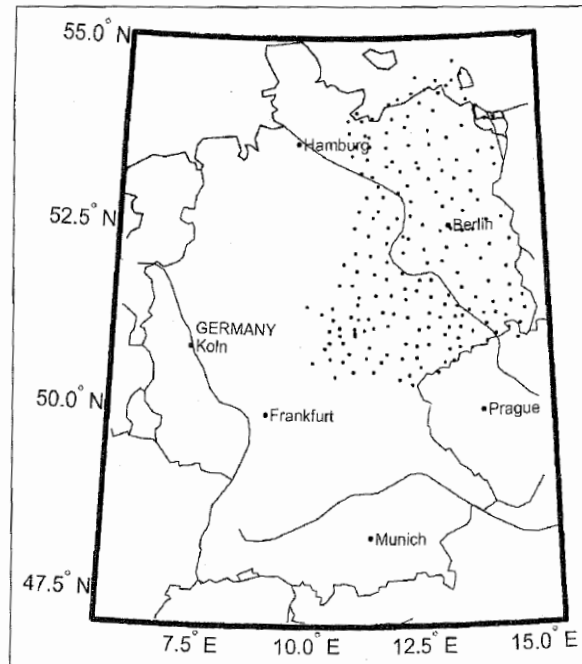 55.0° N
Hamburg
52.5° N
Berlin
GERMANY
Koln
50.0° N
Frankfurt
Prague
Munich
47.5° N
7.5° E
10.0° E
12.5° E
15.0° E